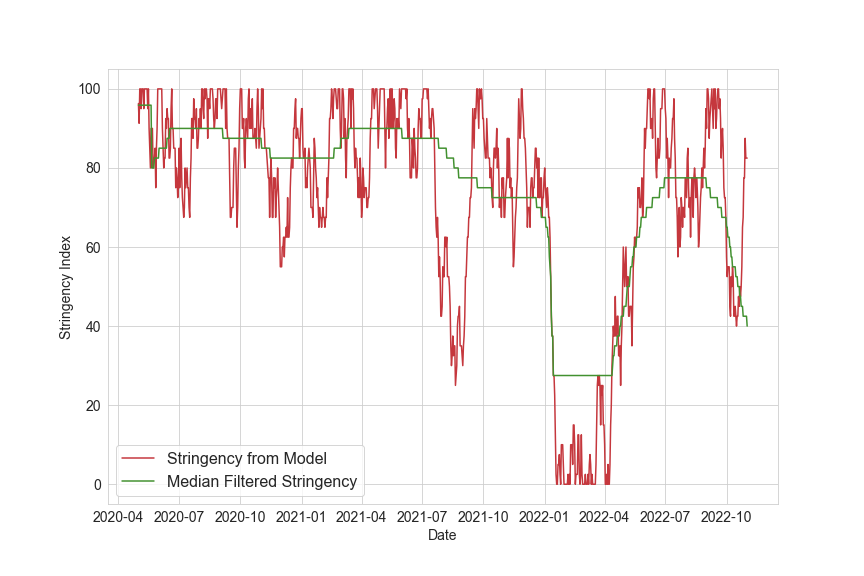 100
80
60
40
20
0
Stringency Index
Stringency from Model
Median Filtered Stringency
2020-04 2020-07 2020-10 2021-01 2021-04 2021-07 2021-10 2022-01 2022-04 2022-07 2022-10
Date